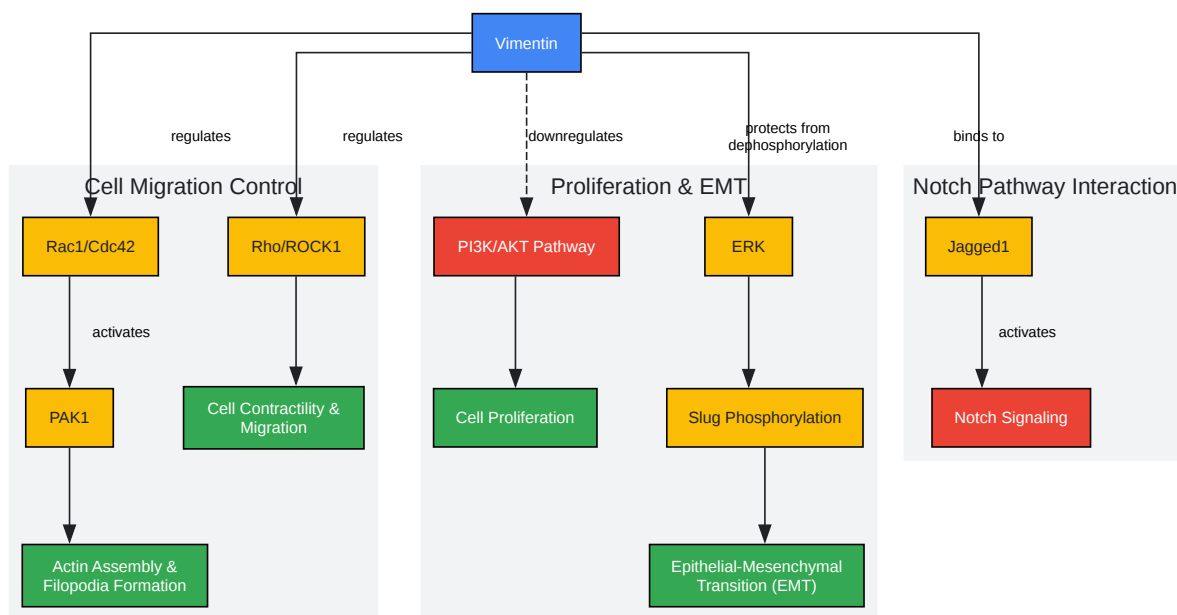 Vimentin
regulates
regulates
downregulates
protects from
dephosphorylation
binds to
Cell Migration Control
Proliferation & EMT
Notch Pathway Interaction
Rac1/Cdc42
Rho/ROCK1
PI3K/AKT Pathway
ERK
Jagged1
activates
activates
PAK1
Cell Contractility &
Migration
Cell Proliferation
Slug Phosphorylation
Notch Signaling
Actin Assembly &
Filopodia Formation
Epithelial-Mesenchymal
Transition (EMT)